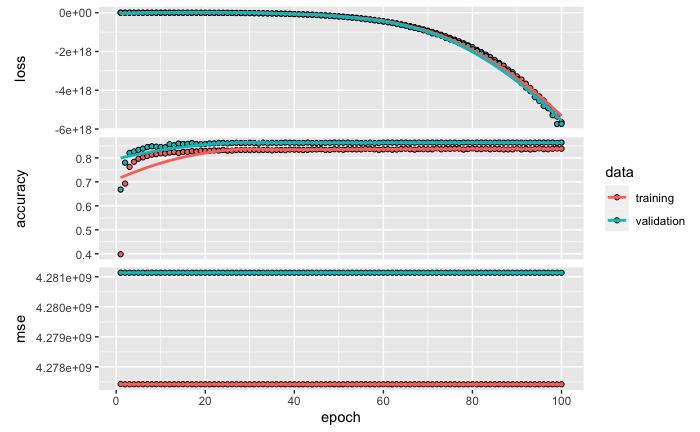 loss
0e+00
-2e+18
-4e+18
-6e+18
accuracy
0.8
0.7
0.6
0.5
0.4
mse
4.281e+09
4.280e+09
4.279e+09
4.278e+09
0 20 40 60 80 100
epoch
data
training
validation